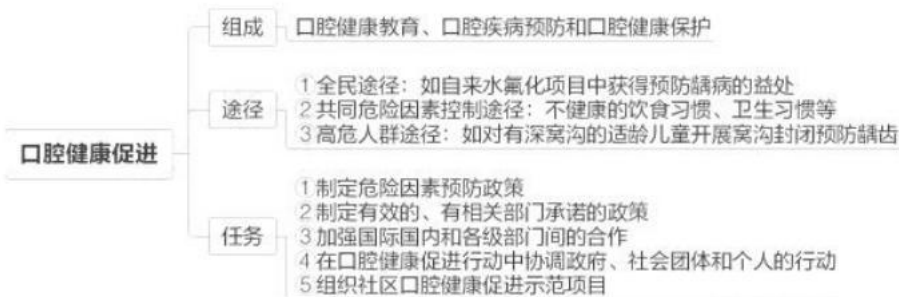 组成
口腔健康教育、口腔疾病预防和口腔健康保护
①全民途径：如自来水氟化项目中获得预防龋病的益处
途径
②共同危险因素控制途径：不健康的饮食习惯、卫生习惯等
③高危人群途径：如对有深窝沟的适龄儿童开展窝沟封闭预防龋齿
口腔健康促进
①制定危险因素预防政策
②制定有效的、有相关部门承诺的政策
任务
③加强国际国内和各级部门间的合作
④在口腔健康促进行动中协调政府、社会团体和个人的行动
⑤组织社区口腔健康促进示范项目